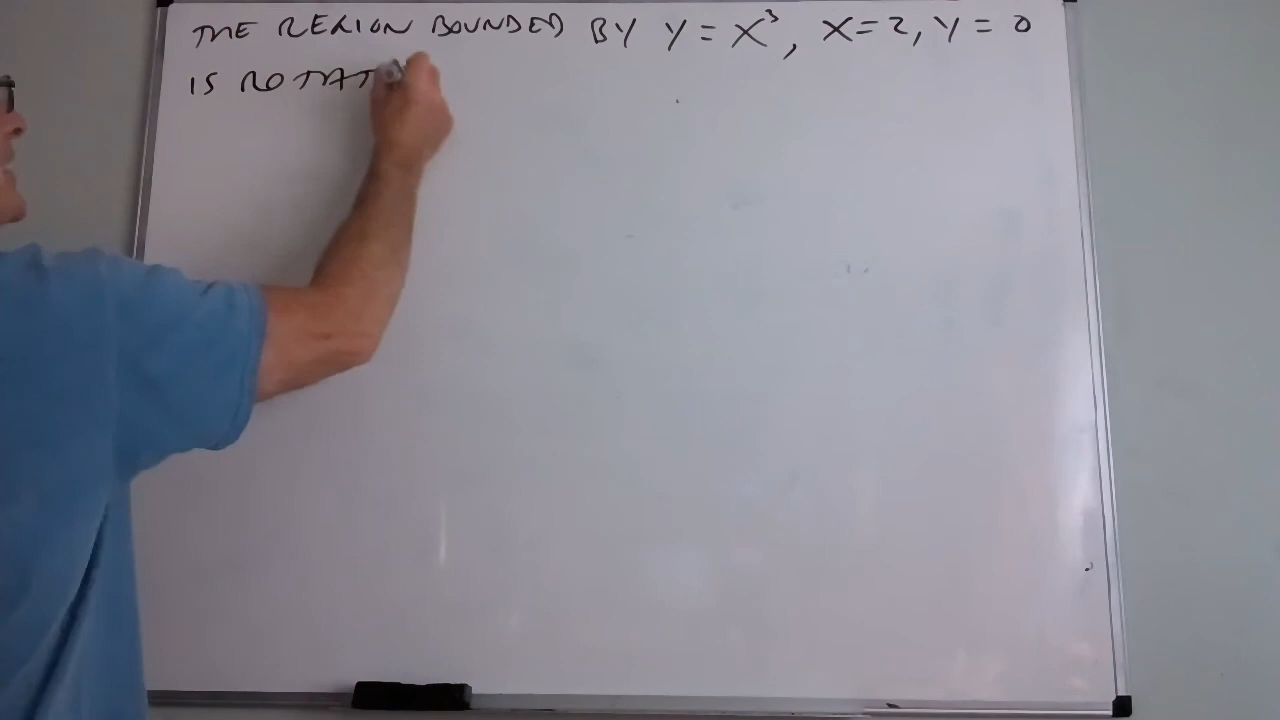 THE REGION BOUNDED BY Y = X³, X = 2, Y = 0
IS ROTAT